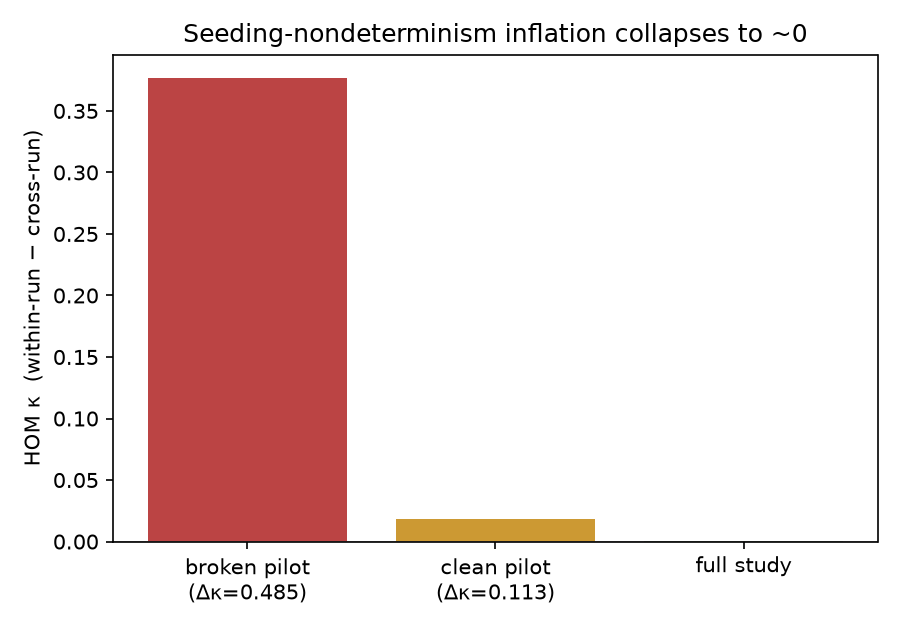 Seeding-nondeterminism inflation collapses to ~0
HOM κ  (within-run − cross-run)
0.35
0.30
0.25
0.20
0.15
0.10
0.05
0.00
broken pilot
(Δκ=0.485)
clean pilot
(Δκ=0.113)
full study